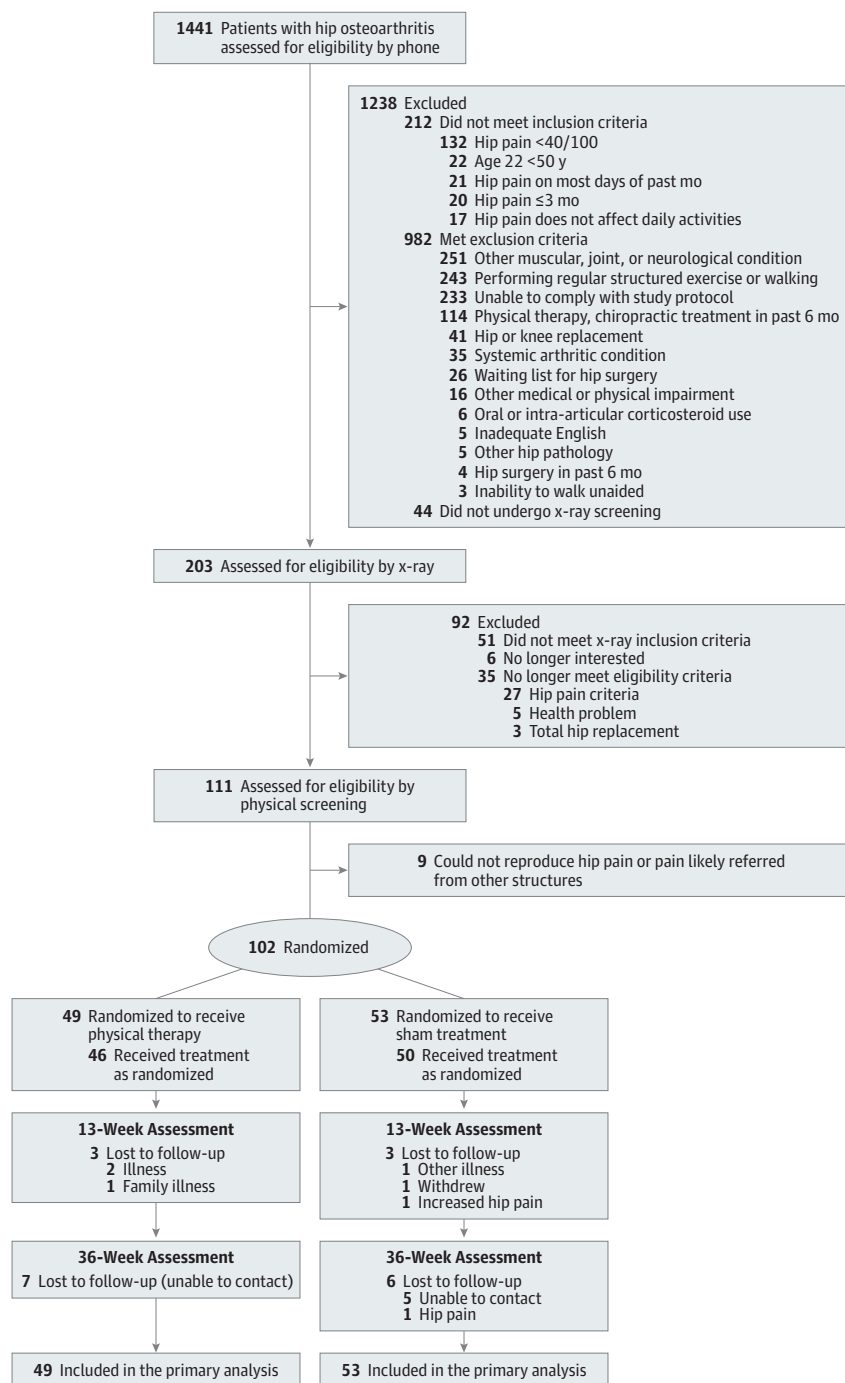 1441 Patients with hip osteoarthritis
assessed for eligibility by phone
1238 Excluded
212 Did not meet inclusion criteria
132 Hip pain <40/100
22 Age 22 <50 y
21 Hip pain on most days of past mo
20 Hip pain ≤3 mo
17 Hip pain does not affect daily activities
982 Met exclusion criteria
251 Other muscular, joint, or neurological condition
243 Performing regular structured exercise or walking
233 Unable to comply with study protocol
114 Physical therapy, chiropractic treatment in past 6 mo
41 Hip or knee replacement
35 Systemic arthritic condition
26 Waiting list for hip surgery
16 Other medical or physical impairment
6 Oral or intra-articular corticosteroid use
5 Inadequate English
5 Other hip pathology
4 Hip surgery in past 6 mo
3 Inability to walk unaided
44 Did not undergo x-ray screening
203 Assessed for eligibility by x-ray
92 Excluded
51 Did not meet x-ray inclusion criteria
6 No longer interested
35 No longer meet eligibility criteria
27 Hip pain criteria
5 Health problem
3 Total hip replacement
111 Assessed for eligibility by
physical screening
9 Could not reproduce hip pain or pain likely referred
from other structures
102 Randomized
49 Randomized to receive
physical therapy
46 Received treatment
as randomized
53 Randomized to receive
sham treatment
50 Received treatment
as randomized
13-Week Assessment
3 Lost to follow-up
2 Illness
1 Family illness
13-Week Assessment
3 Lost to follow-up
1 Other illness
1 Withdrew
1 Increased hip pain
36-Week Assessment
7 Lost to follow-up (unable to contact)
36-Week Assessment
6 Lost to follow-up
5 Unable to contact
1 Hip pain
49 Included in the primary analysis
53 Included in the primary analysis